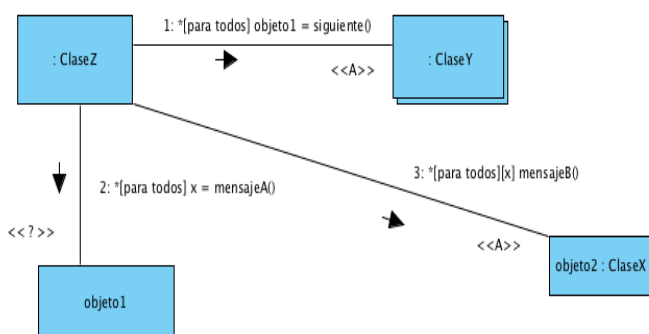 1: *[para todos] objeto1 = siguiente()
: ClaseZ
: ClaseY
<<A>>
3: *[para todos][x] mensajeB()
2: *[para todos] x = mensajeA()
<<?>>
<<A>>
objeto2 : ClaseX
objeto1